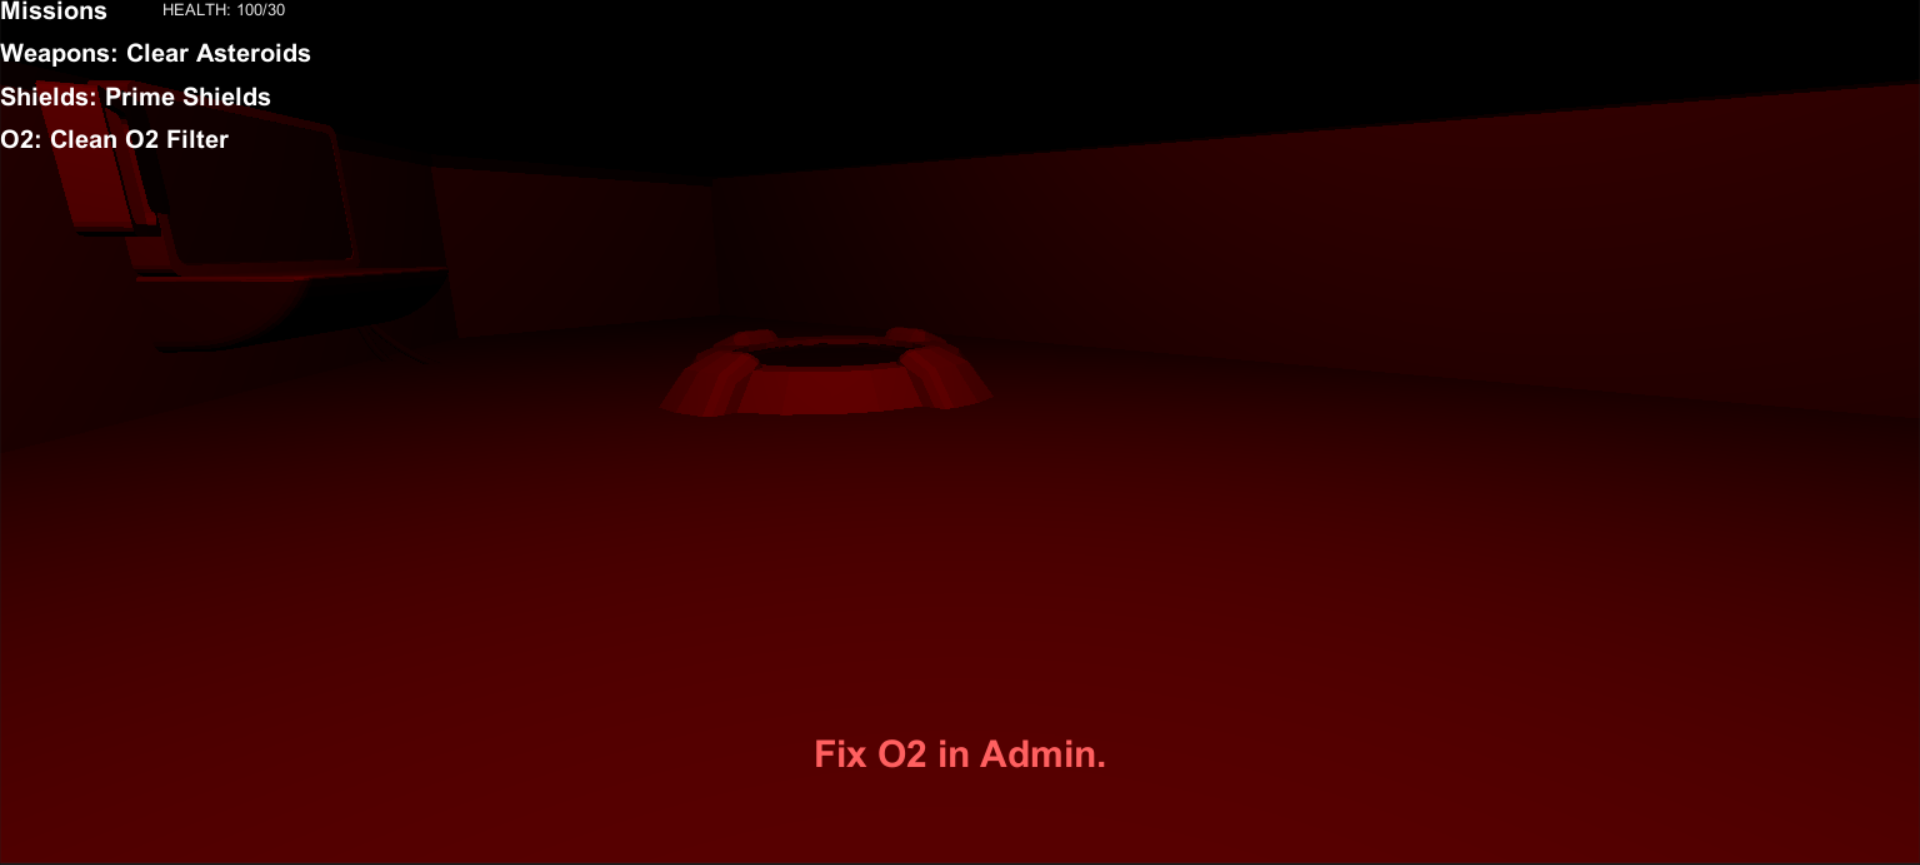 Missions
HEALTH: 100/30
Weapons: Clear Asteroids
Shields: Prime Shields
O2: Clean O2 Filter
Fix O2 in Admin.